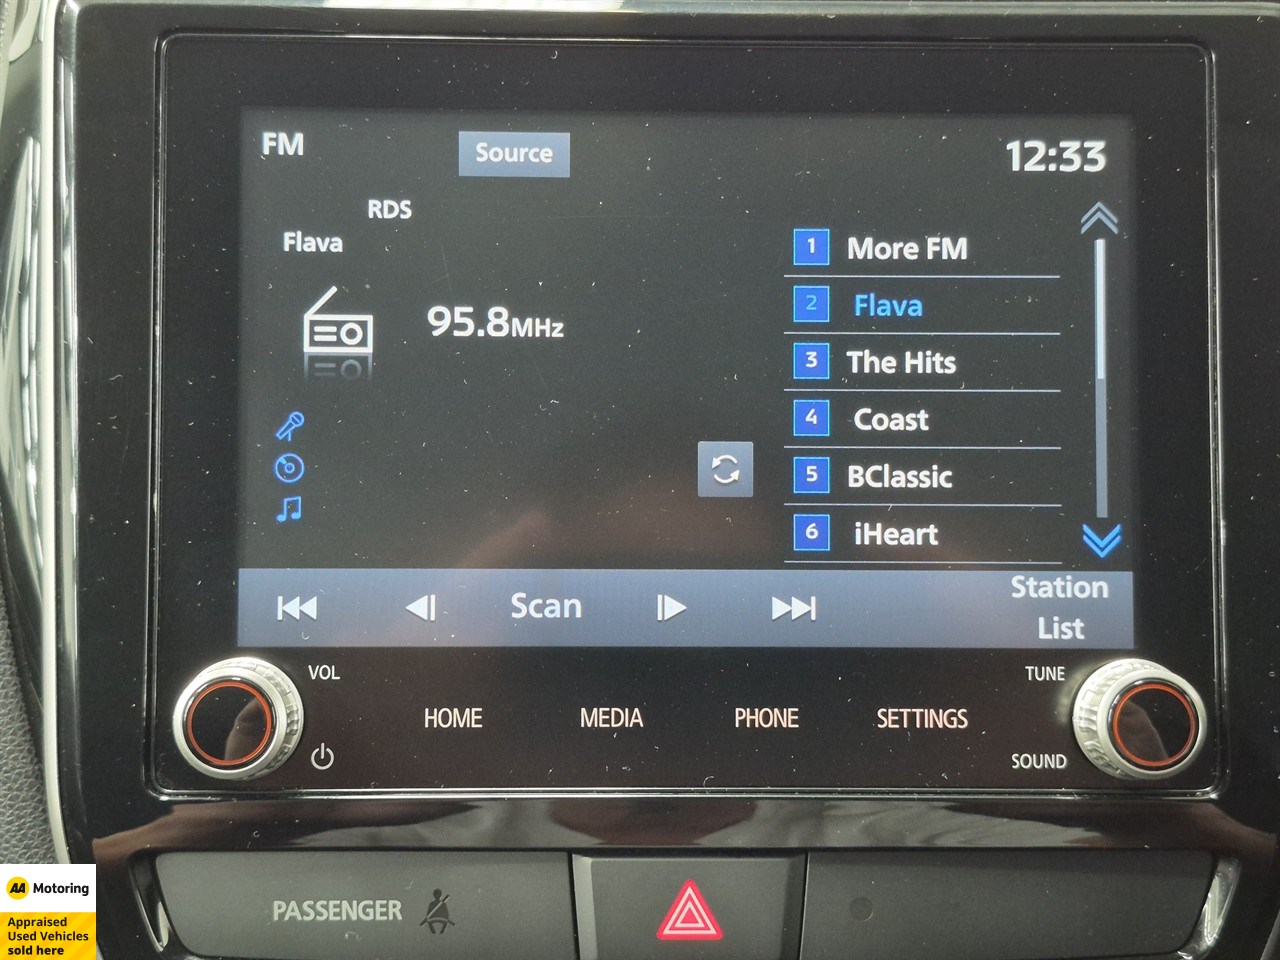 FM
Source
12:33
RDS
Flava
95.8MHz
1 More FM
2 Flava
3 The Hits
4 Coast
5 BClassic
6 iHeart
Scan
Station
List
VOL
TUNE
HOME
MEDIA
PHONE
SETTINGS
SOUND
PASSENGER
AA Motoring
Appraised
Used Vehicles
sold here